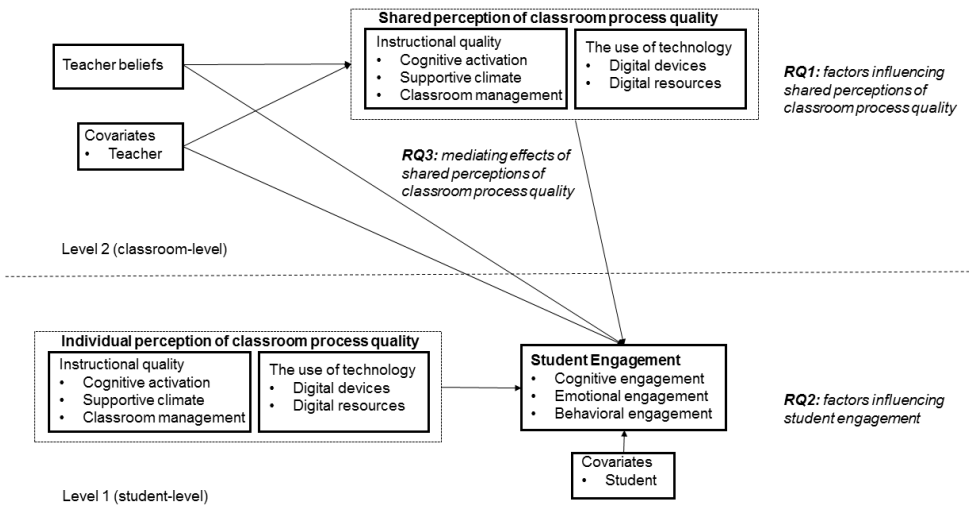 Shared perception of classroom process quality
Instructional quality
• Cognitive activation
• Supportive climate
• Classroom management
The use of technology
• Digital devices
• Digital resources
Teacher beliefs
RQ1: factors influencing
shared perceptions of
classroom process quality
Covariates
• Teacher
RQ3: mediating effects of
shared perceptions of
classroom process quality
Level 2 (classroom-level)
Individual perception of classroom process quality
Instructional quality
• Cognitive activation
• Supportive climate
• Classroom management
The use of technology
• Digital devices
• Digital resources
Student Engagement
• Cognitive engagement
• Emotional engagement
• Behavioral engagement
RQ2: factors influencing
student engagement
Covariates
• Student
Level 1 (student-level)